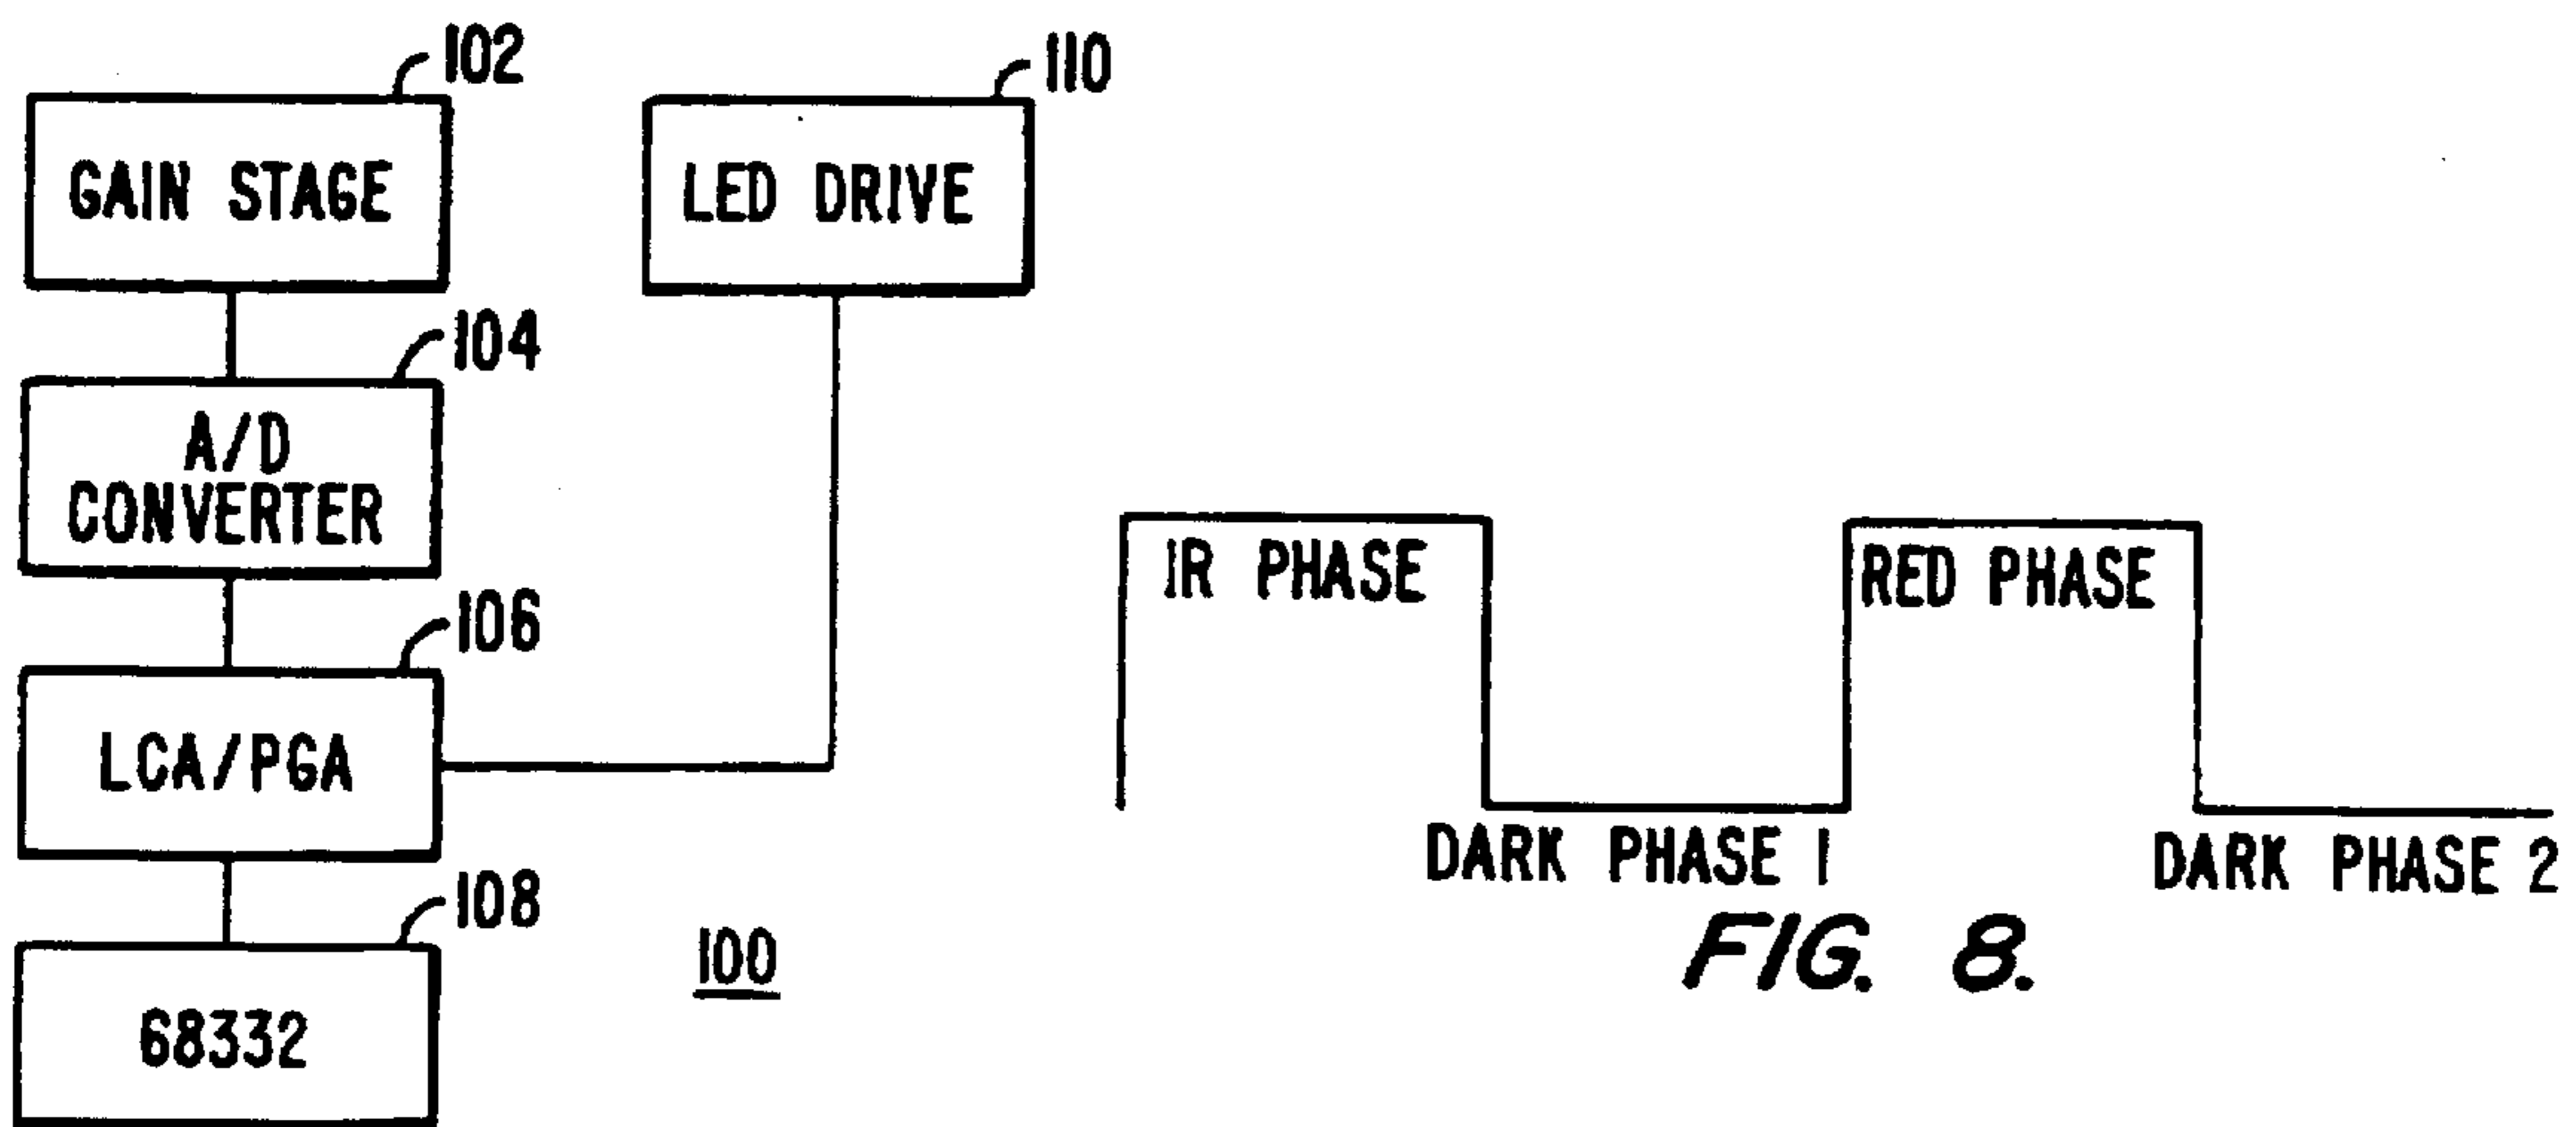 102
GAIN STAGE
104
A/D
CONVERTER
106
LCA/PGA
108
68332
110
LED DRIVE
100
IR PHASE
DARK PHASE 1
RED PHASE
DARK PHASE 2
FIG. 8.